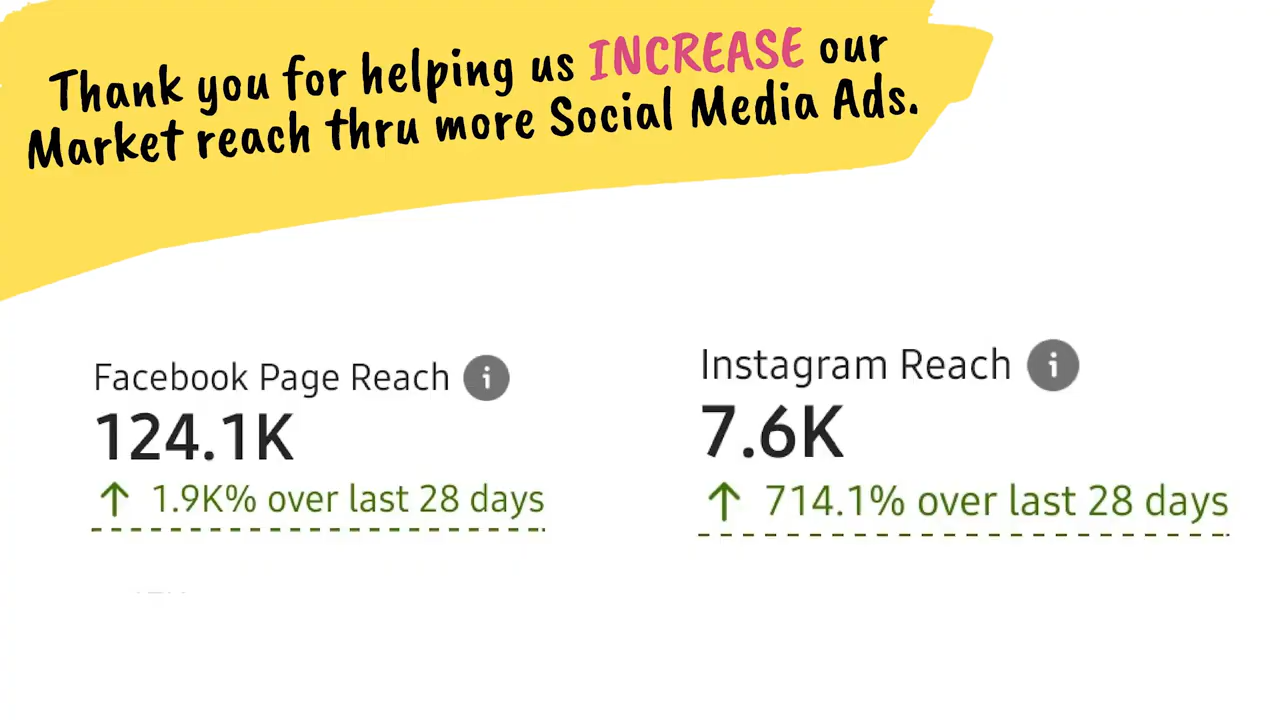 Thank you for helping us INCREASE our
Market reach thru more Social Media Ads.
Facebook Page Reach
124.1K
↑ 1.9K% over last 28 days
Instagram Reach
7.6K
↑ 714.1% over last 28 days